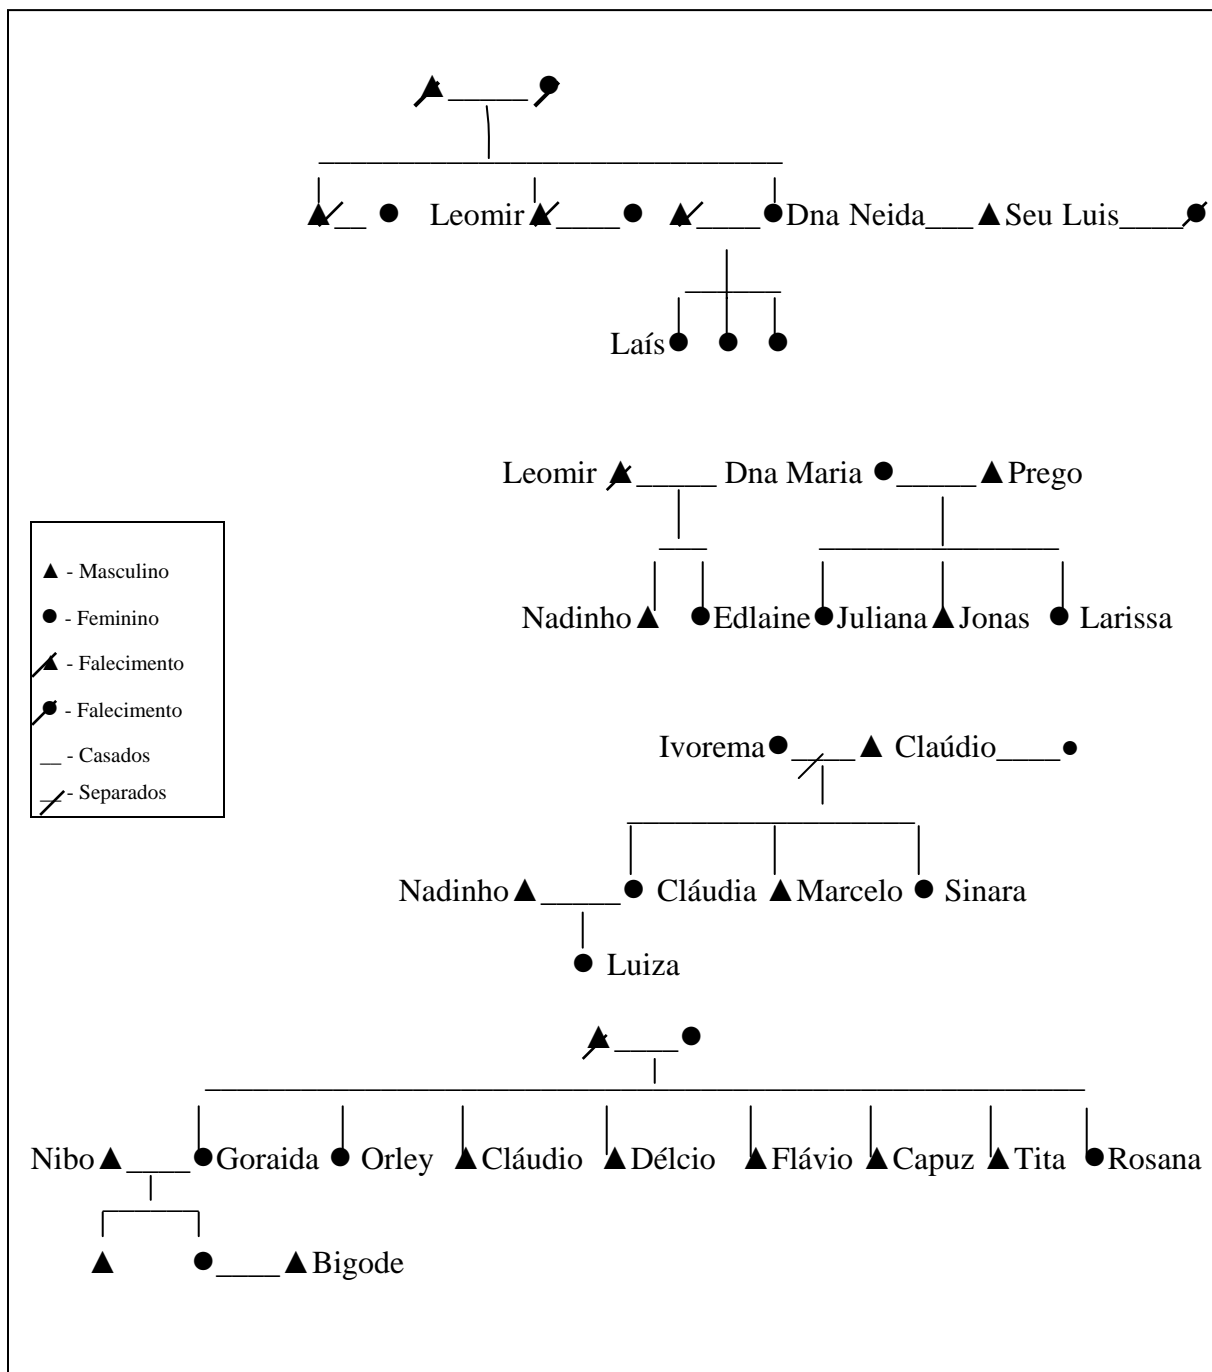 Leomir Dna Neida Seu Luis
Laís
Leomir Dna Maria Prego
Nadinho Edlaine Juliana Jonas Larissa
- Masculino
- Feminino
- Falecimento
- Falecimento
- Casados
- Separados
Ivorema Claúdio
Nadinho Cláudia Marcelo Sinara
Luiza
Nibo Goraida Orley Cláudio Délcio Flávio Capuz Tita Rosana
Bigode